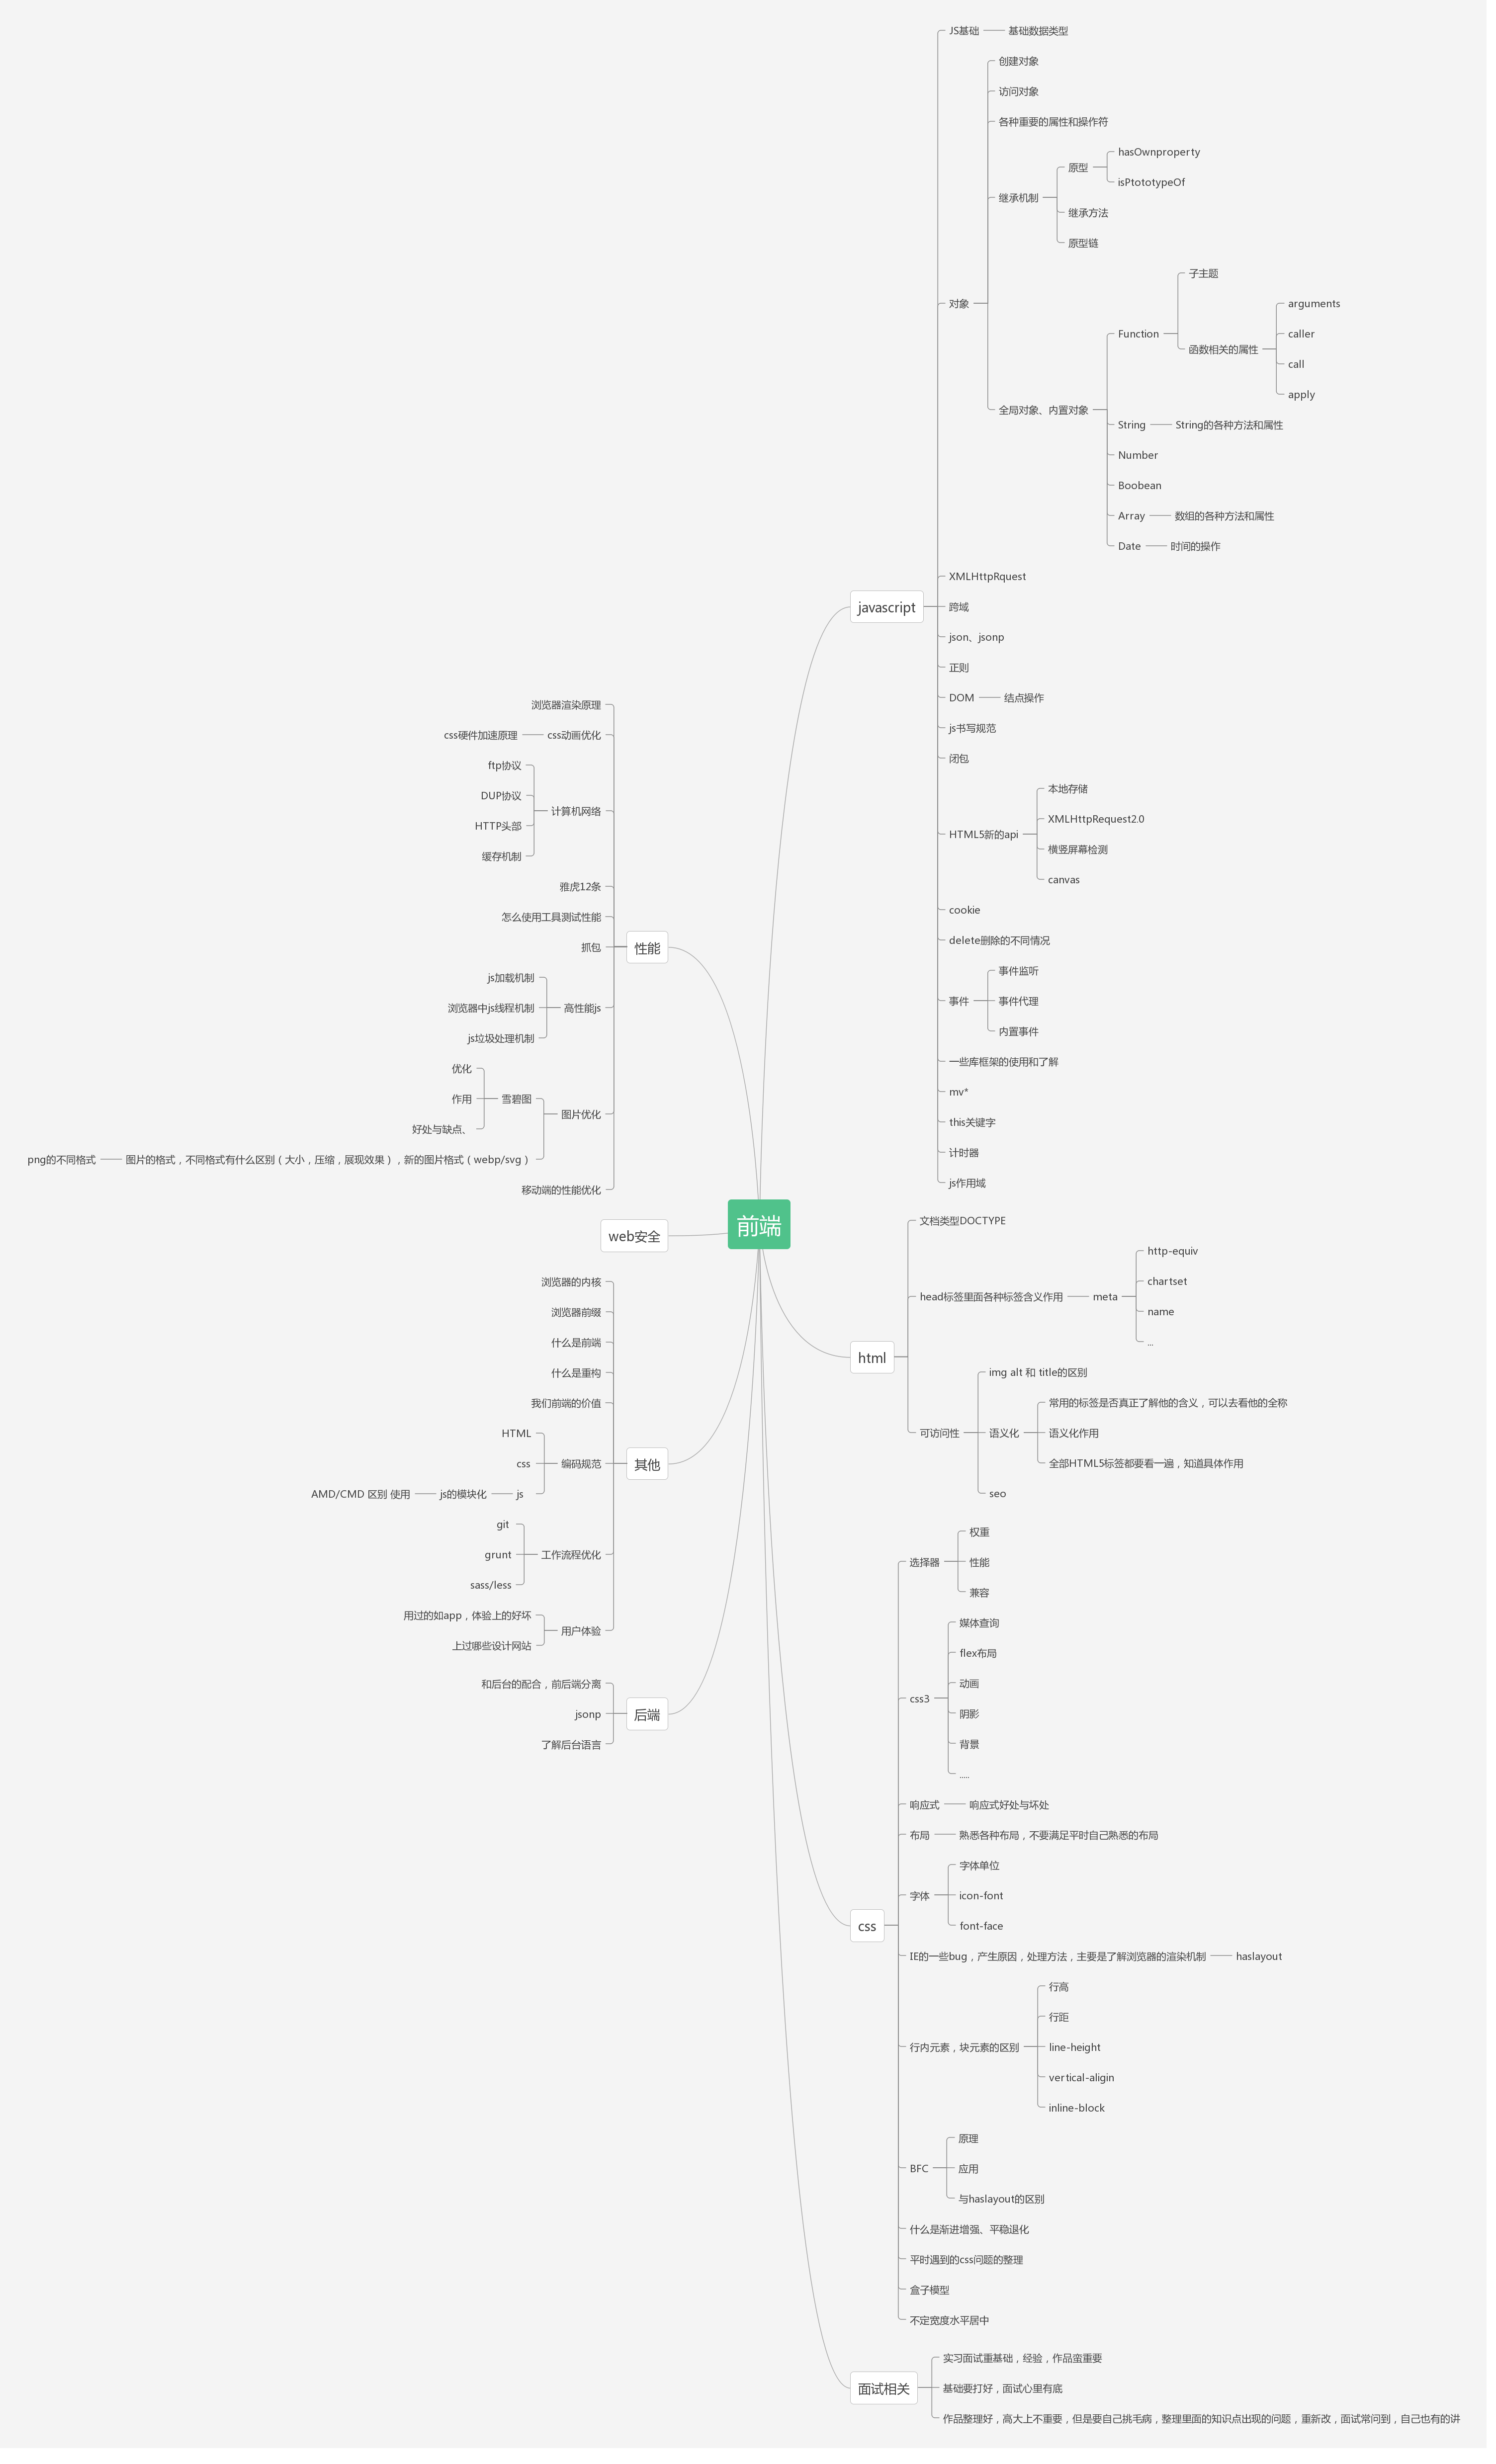 前端
javascript
JS基础
基础数据类型
对象
创建对象
访问对象
各种重要的属性和操作符
继承机制
原型
hasOwnproperty
isPtototypeOf
继承方法
原型链
全局对象、内置对象
Function
子主题
函数相关的属性
arguments
caller
call
apply
String
String的各种方法和属性
Number
Boobean
Array
数组的各种方法和属性
Date
时间的操作
XMLHttpRquest
跨域
json、jsonp
正则
DOM
结点操作
js书写规范
闭包
HTML5新的api
本地存储
XMLHttpRequest2.0
横竖屏幕检测
canvas
cookie
delete删除的不同情况
事件
事件监听
事件代理
内置事件
一些库框架的使用和了解
mv*
this关键字
计时器
js作用域
html
文档类型DOCTYPE
head标签里面各种标签含义作用
meta
http-equiv
chartset
name
...
可访问性
img alt 和 title的区别
语义化
常用的标签是否真正了解他的含义，可以去看他的全称
语义化作用
全部HTML5标签都要看一遍，知道具体作用
seo
css
选择器
权重
性能
兼容
css3
媒体查询
flex布局
动画
阴影
背景
.....
响应式
响应式好处与坏处
布局
熟悉各种布局，不要满足平时自己熟悉的布局
字体
字体单位
icon-font
font-face
IE的一些bug，产生原因，处理方法，主要是了解浏览器的渲染机制
haslayout
行内元素，块元素的区别
行高
行距
line-height
vertical-aligin
inline-block
BFC
原理
应用
与haslayout的区别
什么是渐进增强、平稳退化
平时遇到的css问题的整理
盒子模型
不定宽度水平居中
面试相关
实习面试重基础，经验，作品蛮重要
基础要打好，面试心里有底
作品整理好，高大上不重要，但是要自己挑毛病，整理里面的知识点出现的问题，重新改，面试常问到，自己也有的讲
性能
浏览器渲染原理
css动画优化
css硬件加速原理
计算机网络
ftp协议
DUP协议
HTTP头部
缓存机制
雅虎12条
怎么使用工具测试性能
抓包
高性能js
js加载机制
浏览器中js线程机制
js垃圾处理机制
图片优化
雪碧图
优化
作用
好处与缺点、
图片的格式，不同格式有什么区别（大小，压缩，展现效果），新的图片格式（webp/svg）
png的不同格式
移动端的性能优化
web安全
其他
浏览器的内核
浏览器前缀
什么是前端
什么是重构
我们前端的价值
编码规范
HTML
css
js
js的模块化
AMD/CMD 区别 使用
工作流程优化
git
grunt
sass/less
用户体验
用过的如app，体验上的好坏
上过哪些设计网站
后端
和后台的配合，前后端分离
jsonp
了解后台语言